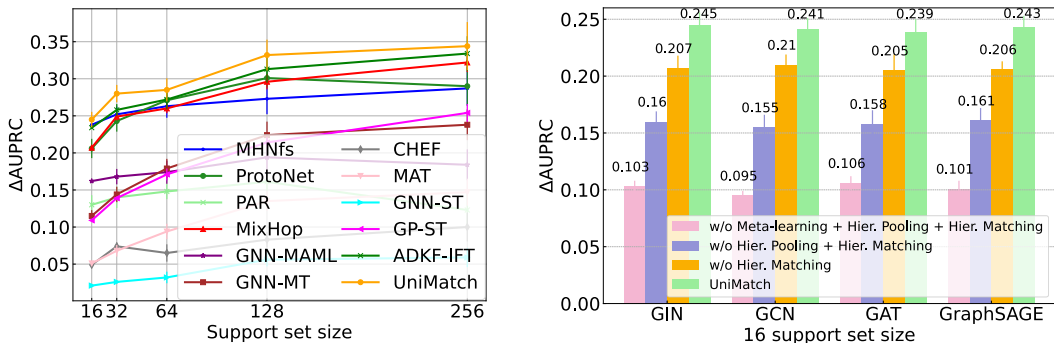 ΔAUPRC
0.35
0.30
0.25
0.20
0.15
0.10
0.05
16
32
64
128
256
Support set size
MHNfs
ProtoNet
PAR
MixHop
GNN-MAML
GNN-MT
CHEF
MAT
GNN-ST
GP-ST
ADKF-IFT
UniMatch
ΔAUPRC
0.25
0.20
0.15
0.10
0.05
0.00
0.103
0.16
0.207
0.245
0.095
0.155
0.21
0.241
0.106
0.158
0.205
0.239
0.101
0.161
0.206
0.243
w/o Meta-learning + Hier. Pooling + Hier. Matching
w/o Hier. Pooling + Hier. Matching
w/o Hier. Matching
UniMatch
GIN
GCN
GAT
GraphSAGE
16 support set size